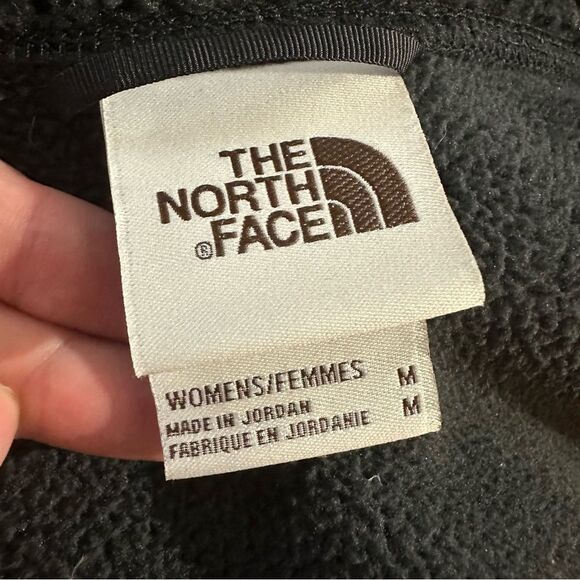 THE
NORTH
®FACE
WOMENS/FEMMES M
MADE IN JORDAN M
FABRIQUE EN JORDANIE